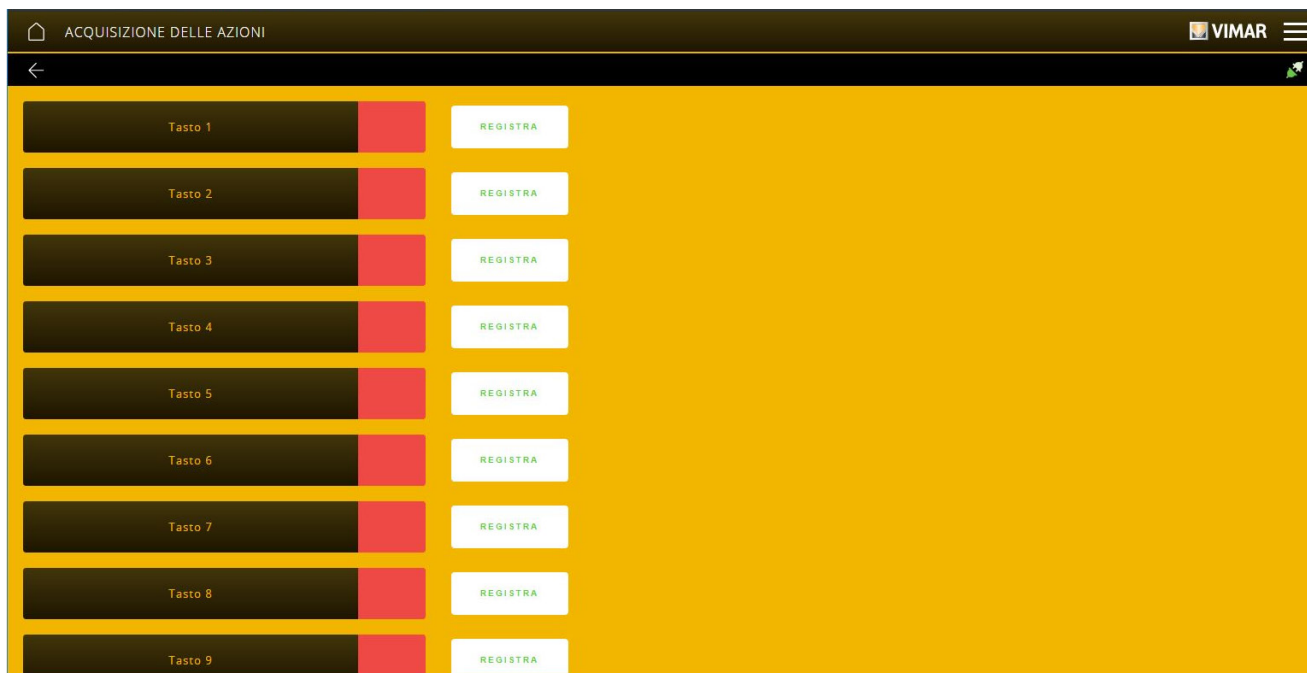 ACQUISIZIONE DELLE AZIONI VIMAR
Tasto 1 REGISTRA
Tasto 2 REGISTRA
Tasto 3 REGISTRA
Tasto 4 REGISTRA
Tasto 5 REGISTRA
Tasto 6 REGISTRA
Tasto 7 REGISTRA
Tasto 8 REGISTRA
Tasto 9 REGISTRA